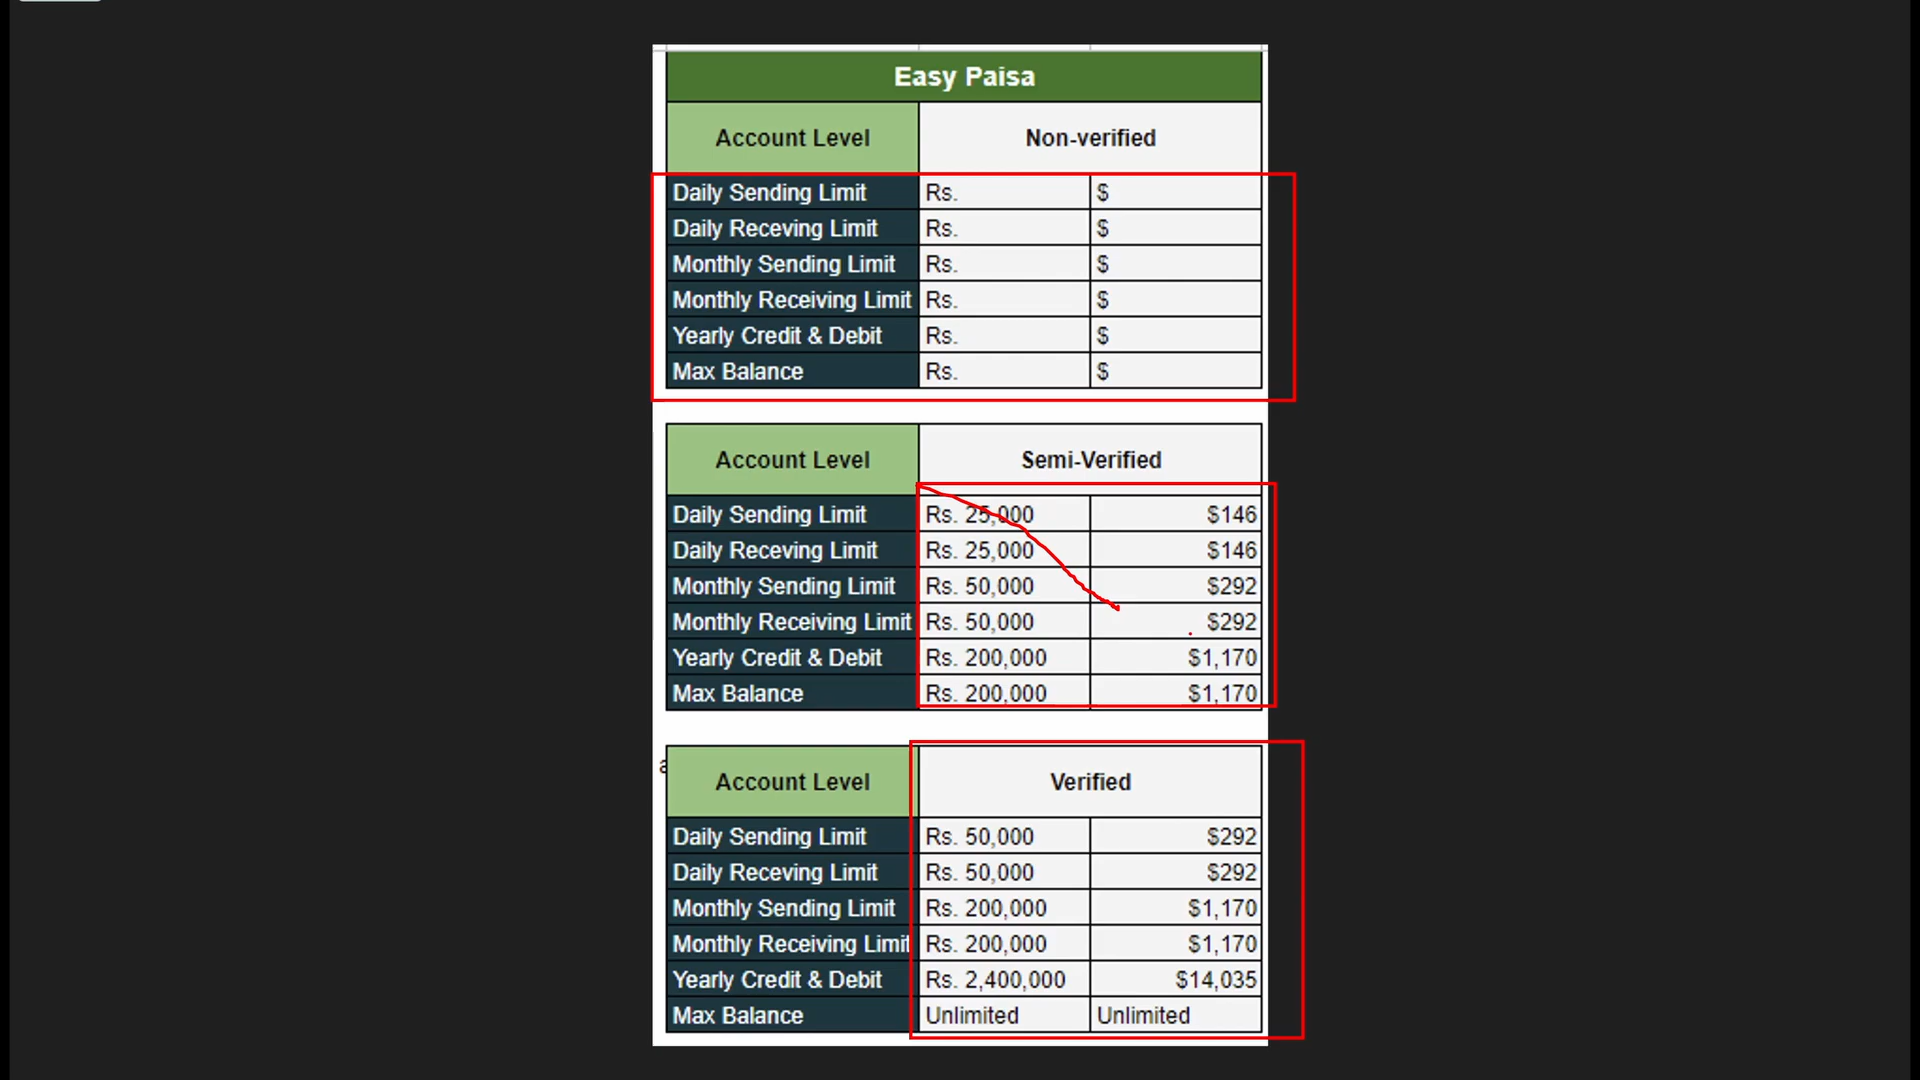 Easy Paisa
Account Level Non-verified
Daily Sending Limit Rs. $
Daily Receving Limit Rs. $
Monthly Sending Limit Rs. $
Monthly Receiving Limit Rs. $
Yearly Credit & Debit Rs. $
Max Balance Rs. $
Account Level Semi-Verified
Daily Sending Limit Rs. 25,000 $146
Daily Receving Limit Rs. 25,000 $146
Monthly Sending Limit Rs. 50,000 $292
Monthly Receiving Limit Rs. 50,000 $292
Yearly Credit & Debit Rs. 200,000 $1,170
Max Balance Rs. 200,000 $1,170
Account Level Verified
Daily Sending Limit Rs. 50,000 $292
Daily Receving Limit Rs. 50,000 $292
Monthly Sending Limit Rs. 200,000 $1,170
Monthly Receiving Limit Rs. 200,000 $1,170
Yearly Credit & Debit Rs. 2,400,000 $14,035
Max Balance Unlimited Unlimited